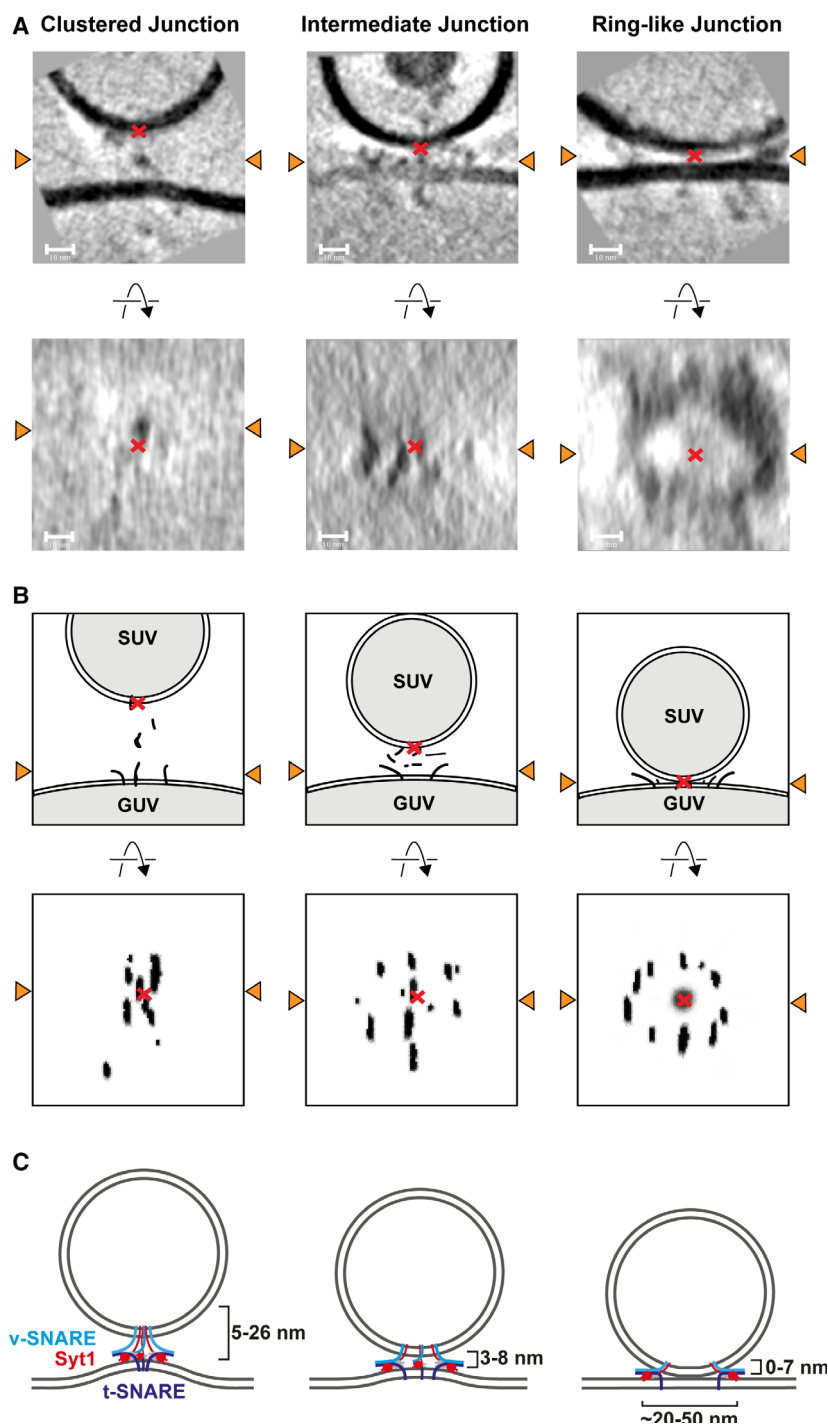 A
Clustered Junction Intermediate Junction Ring-like Junction
10 nm 10 nm 10 nm
10 nm 10 nm 10 nm
B
SUV SUV SUV
GUV GUV GUV
C
v-SNARE
Syt1
t-SNARE
5-26 nm
3-8 nm
0-7 nm
~20-50 nm